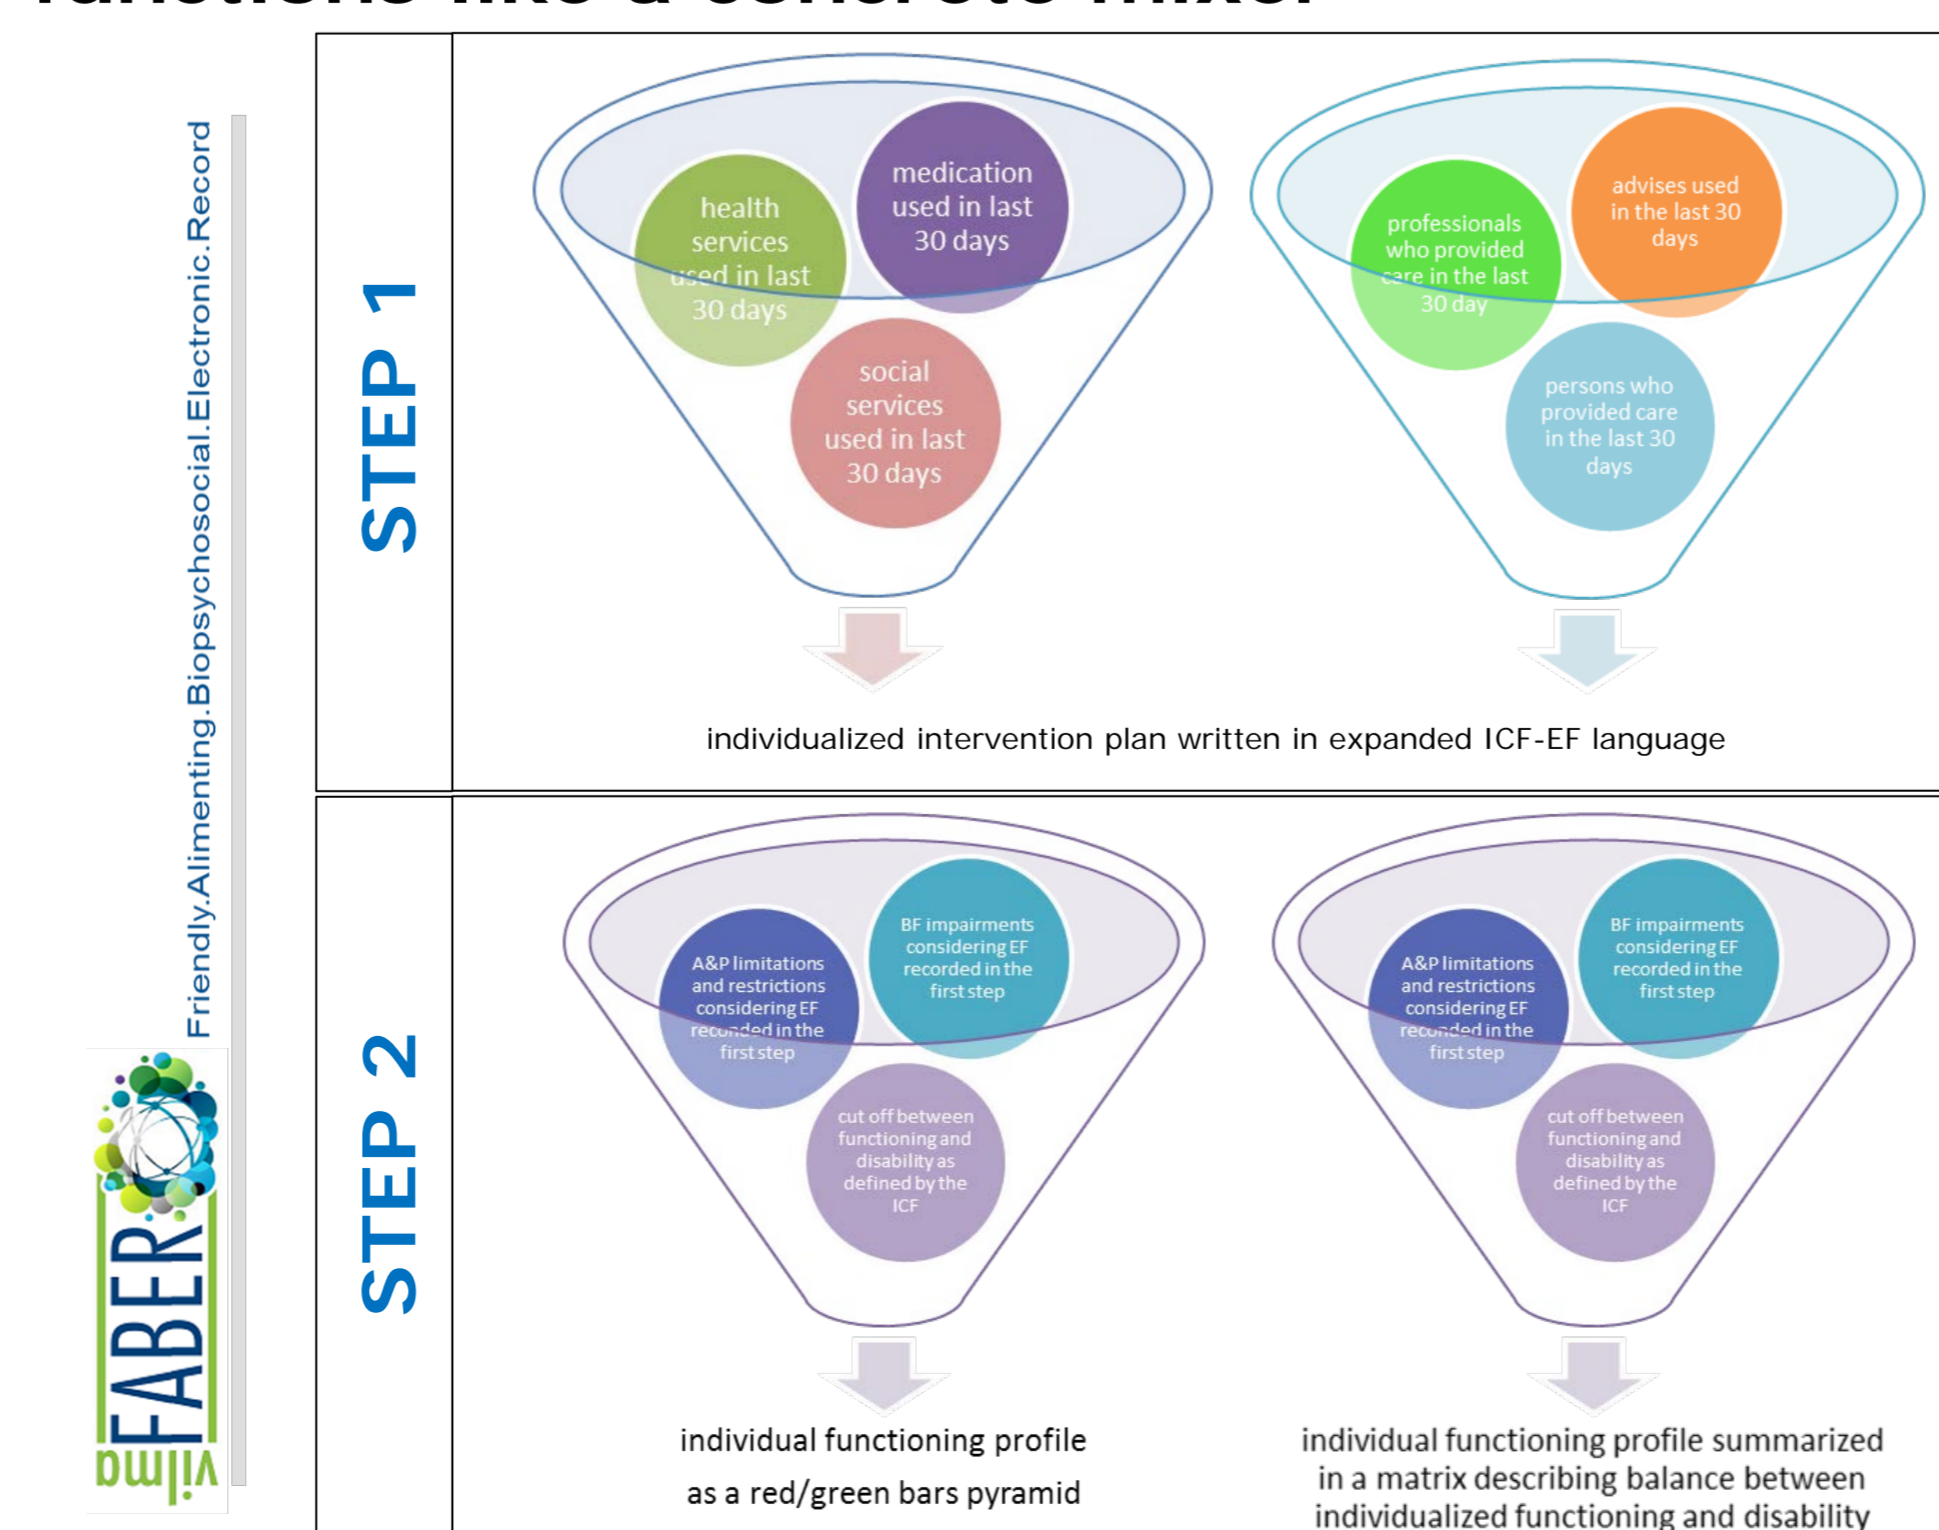 functions like a concrete mixer
Friendly.Alimenting.Biopsychosocial.Electronic.Record
vilma
FABER
STEP 1
health
services
used in last
30 days
medication
used in last
30 days
social
services
used in last
30 days
professionals
who provided
care in the last
30 day
advises used
in the last 30
days
persons who
provided care
in the last 30
days
individualized intervention plan written in expanded ICF-EF language
STEP 2
A&P limitations
and restrictions
considering EF
reconded in the
first step
BF impairments
considering EF
recorded in the
first step
cut off between
functioning and
disability as
defined by the
ICF
individual functioning profile
as a red/green bars pyramid
A&P limitations
and restrictions
considering EF
reconded in the
first step
BF impairments
considering EF
recorded in the
first step
cut off between
functioning and
disability as
defined by the
ICF
individual functioning profile summarized
in a matrix describing balance between
individualized functioning and disability